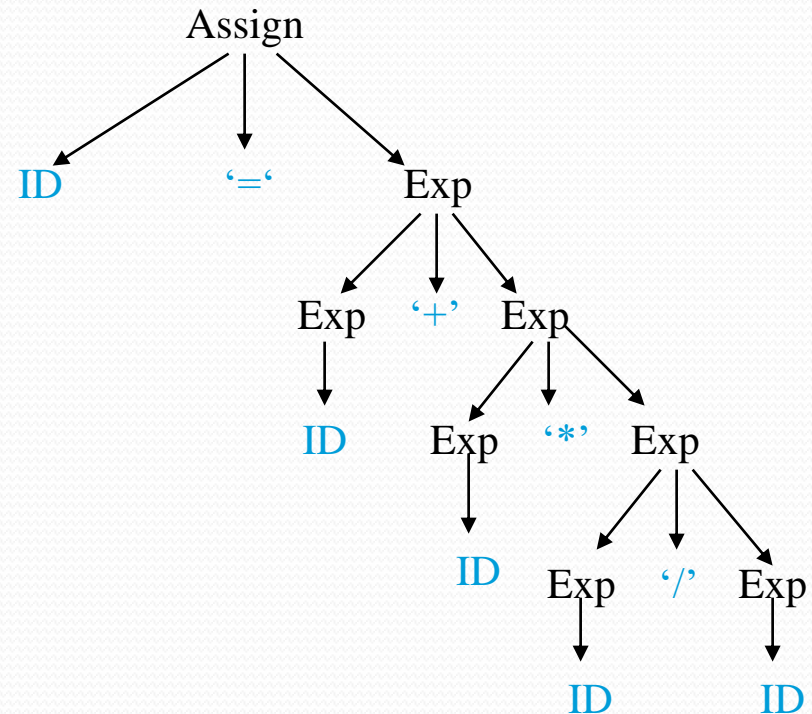 Assign
ID ‘=‘ Exp
Exp ‘+’ Exp
ID Exp ‘*’ Exp
ID Exp ‘/’ Exp
ID ID